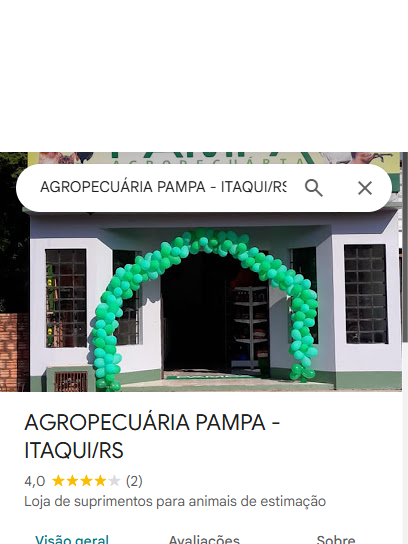 AGROPECUÁRIA
AGROPECUÁRIA PAMPA - ITAQUI/RS
AGROPECUÁRIA PAMPA -
ITAQUI/RS
4,0 (2)
Loja de suprimentos para animais de estimação
Visão geral Avaliações Sobre